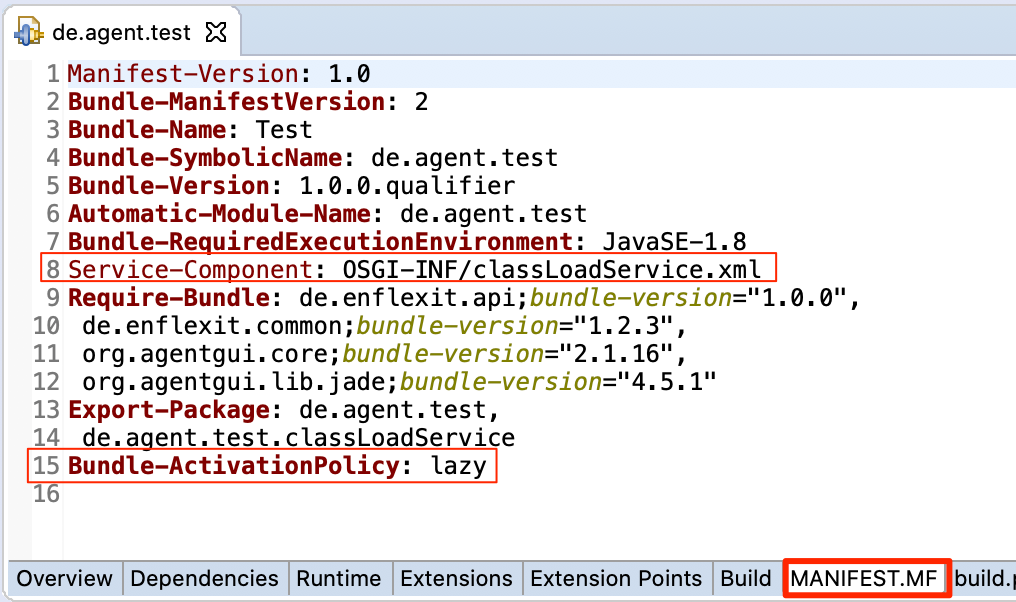 de.agent.test
1 Manifest-Version: 1.0
2 Bundle-ManifestVersion: 2
3 Bundle-Name: Test
4 Bundle-SymbolicName: de.agent.test
5 Bundle-Version: 1.0.0.qualifier
6 Automatic-Module-Name: de.agent.test
7 Bundle-RequiredExecutionEnvironment: JavaSE-1.8
8 Service-Component: OSGI-INF/classLoadService.xml
9 Require-Bundle: de.enflexit.api;bundle-version="1.0.0",
10 de.enflexit.common;bundle-version="1.2.3",
11 org.agentgui.core;bundle-version="2.1.16",
12 org.agentgui.lib.jade;bundle-version="4.5.1"
13 Export-Package: de.agent.test,
14 de.agent.test.classLoadService
15 Bundle-ActivationPolicy: lazy
16
Overview Dependencies Runtime Extensions Extension Points Build MANIFEST.MF build.p